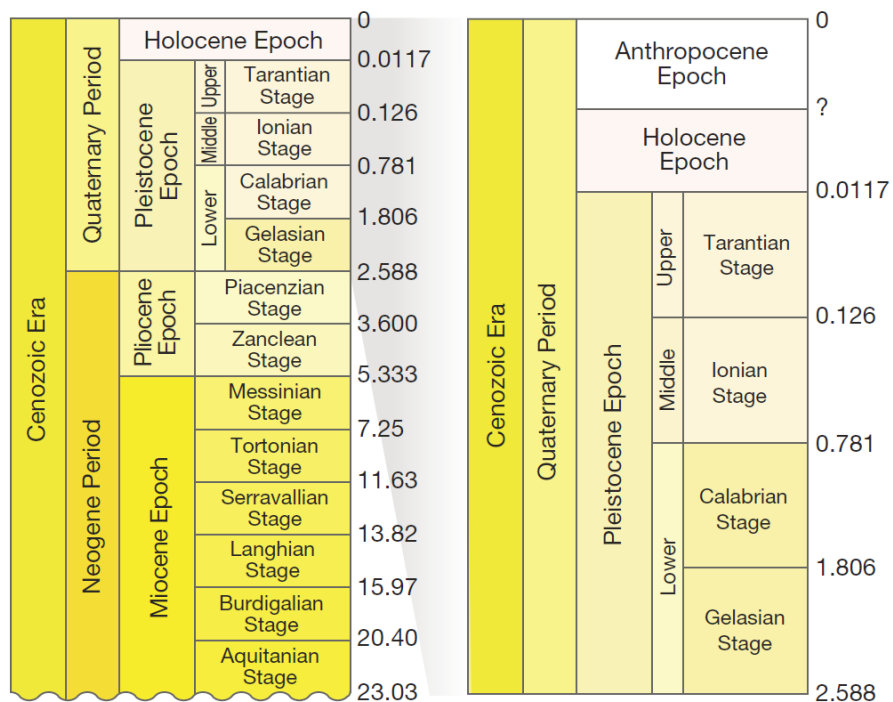 Cenozoic Era
Quaternary Period
Neogene Period
Holocene Epoch
Pleistocene
Epoch
Upper
Middle
Lower
Tarantian
Stage
Ionian
Stage
Calabrian
Stage
Gelasian
Stage
Pliocene
Epoch
Piacenzian
Stage
Zanclean
Stage
Miocene Epoch
Messinian
Stage
Tortonian
Stage
Serravallian
Stage
Langhian
Stage
Burdigalian
Stage
Aquitanian
Stage
0
0.0117
0.126
0.781
1.806
2.588
3.600
5.333
7.25
11.63
13.82
15.97
20.40
23.03
Cenozoic Era
Quaternary Period
Anthropocene
Epoch
Holocene
Epoch
Pleistocene Epoch
Upper
Middle
Lower
Tarantian
Stage
Ionian
Stage
Calabrian
Stage
Gelasian
Stage
0
?
0.0117
0.126
0.781
1.806
2.588